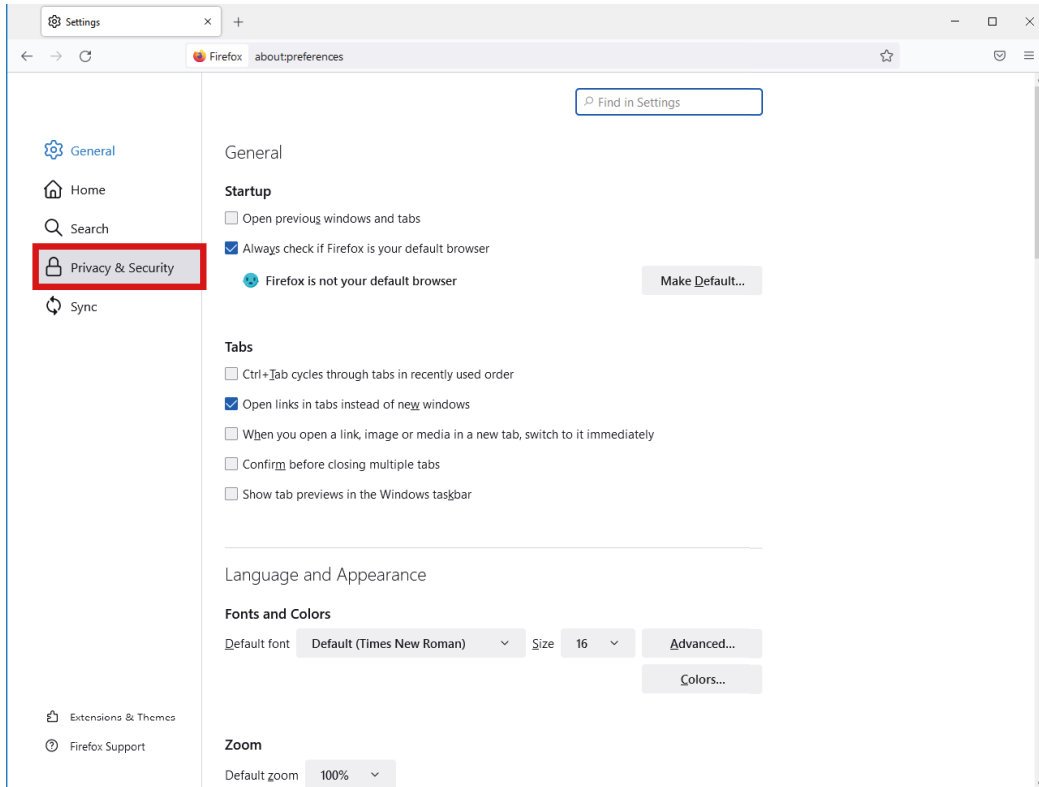 Settings
Firefox about:preferences
Find in Settings
General
Home
Search
Privacy & Security
Sync
Extensions & Themes
Firefox Support
General
Startup
Open previous windows and tabs
Always check if Firefox is your default browser
Firefox is not your default browser
Make Default...
Tabs
Ctrl+Tab cycles through tabs in recently used order
Open links in tabs instead of new windows
When you open a link, image or media in a new tab, switch to it immediately
Confirm before closing multiple tabs
Show tab previews in the Windows taskbar
Language and Appearance
Fonts and Colors
Default font Default (Times New Roman) Size 16 Advanced...
Colors...
Zoom
Default zoom 100%